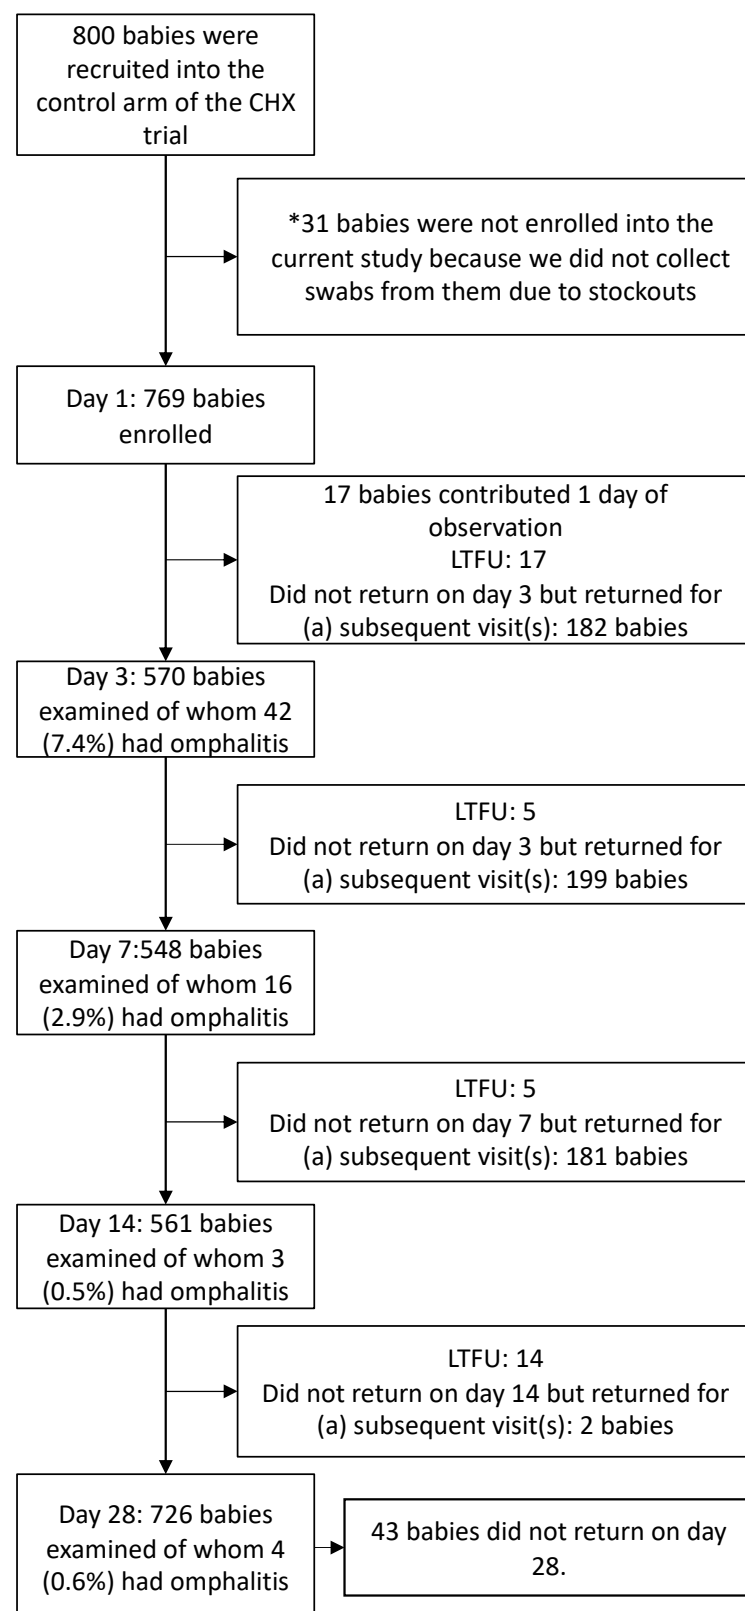 800 babies were
recruited into the
control arm of the CHX
trial
*31 babies were not enrolled into the
current study because we did not collect
swabs from them due to stockouts
Day 1: 769 babies
enrolled
17 babies contributed 1 day of
observation
LTFU: 17
Did not return on day 3 but returned for
(a) subsequent visit(s): 182 babies
Day 3: 570 babies
examined of whom 42
(7.4%) had omphalitis
LTFU: 5
Did not return on day 3 but returned for
(a) subsequent visit(s): 199 babies
Day 7:548 babies
examined of whom 16
(2.9%) had omphalitis
LTFU: 5
Did not return on day 7 but returned for
(a) subsequent visit(s): 181 babies
Day 14: 561 babies
examined of whom 3
(0.5%) had omphalitis
LTFU: 14
Did not return on day 14 but returned for
(a) subsequent visit(s): 2 babies
Day 28: 726 babies
examined of whom 4
(0.6%) had omphalitis
43 babies did not return on day
28.